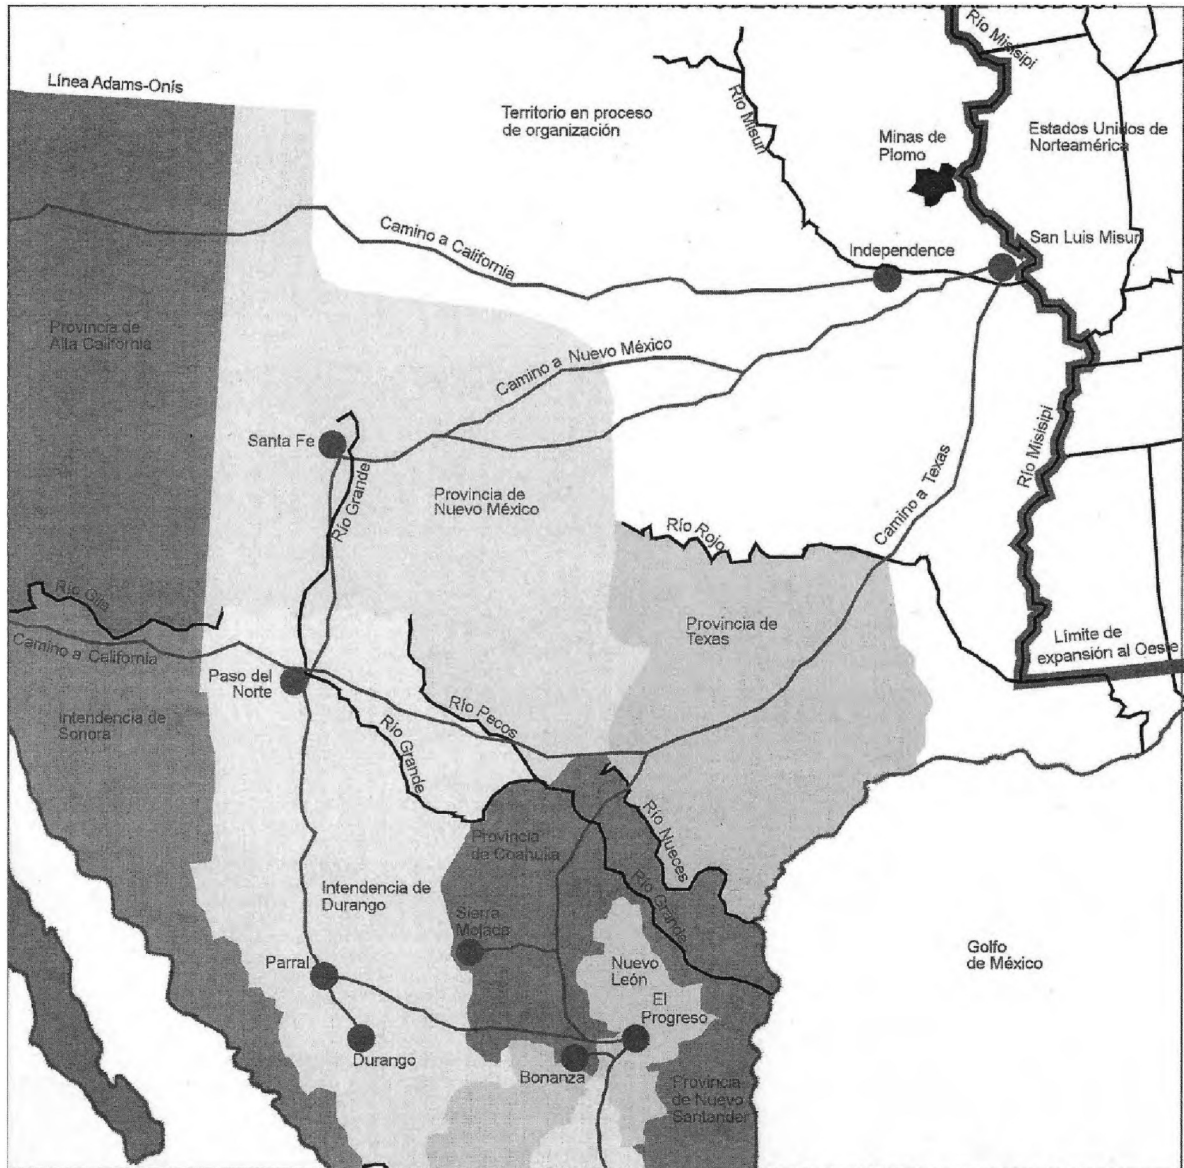 Río Misisipi
Línea Adams-Onís
Territorio en proceso
de organización
Río Misuri
Minas de
Plomo
Estados Unidos de
Norteamérica
Camino a California
Independence
San Luis Misuri
Provincia de
Alta California
Camino a Nuevo México
Santa Fe
Río Grande
Provincia de
Nuevo México
Camino a Texas
Río Misisipi
Río Rojo
Río Gila
Camino a California
Provincia de
Texas
Límite de
expansión al Oeste
Paso del
Norte
Río Pecos
Intendencia de
Sonora
Río Grande
Provincia
de Coahuila
Río Nueces
Intendencia de
Durango
Río Grande
Sierra
Mojada
Parral
Nuevo
León
Golfo
de México
El
Progreso
Durango
Bonanza
Provincia
de Nuevo
Santander